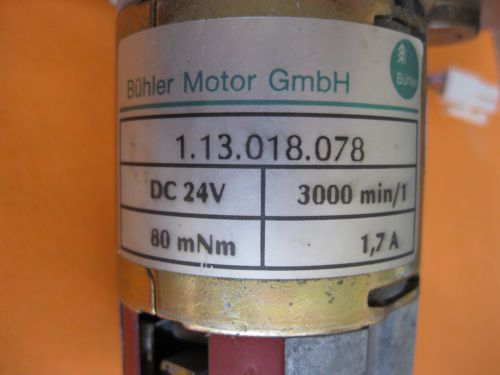 Bühler Motor GmbH
Bühler
1.13.018.078
DC 24V 3000 min/1
80 mNm 1,7 A